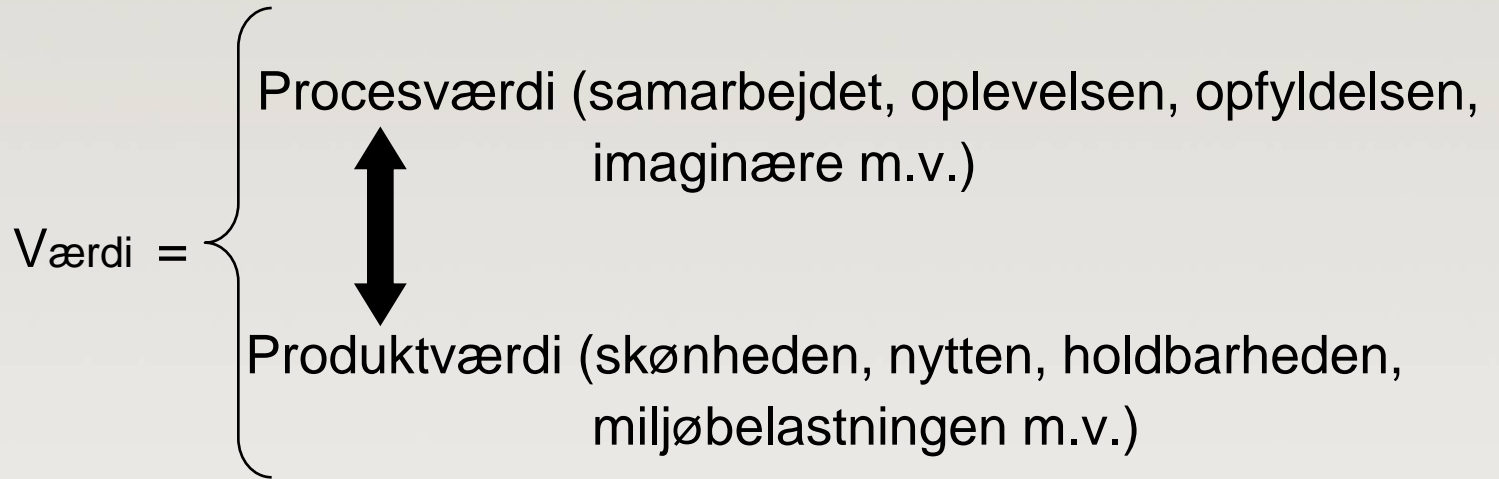 Procesværdi (samarbejdet, oplevelsen, opfyldelsen,
imaginære m.v.)
Værdi =
Produktværdi (skønheden, nytten, holdbarheden,
miljøbelastningen m.v.)